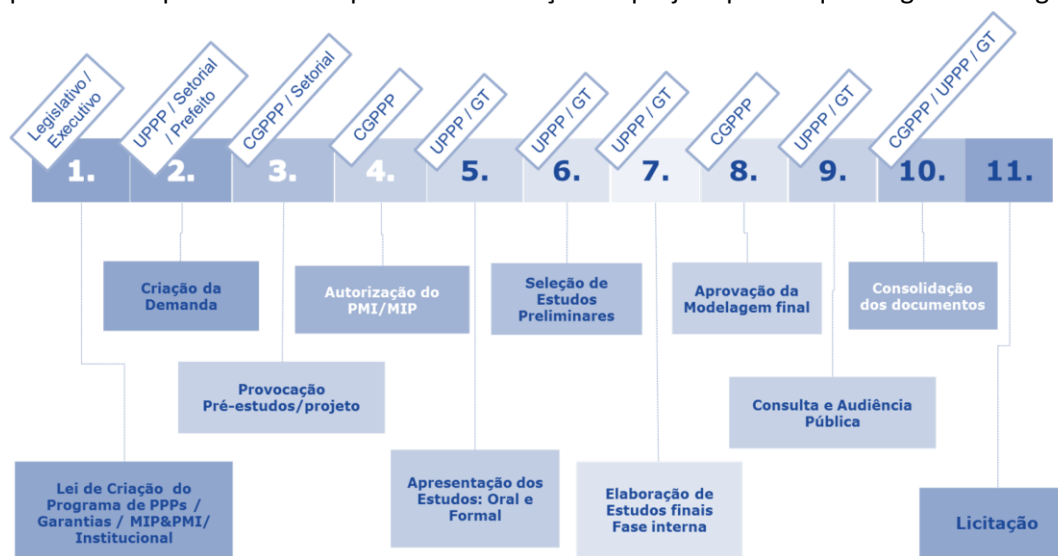 Legislativo /
Executivo
UPPP / Setorial
/ Prefeito
CGPPP / Setorial
CGPPP
UPPP / GT
UPPP / GT
UPPP / GT
CGPPP
UPPP / GT
CGPPP / UPPP / GT
1. 2. 3. 4. 5. 6. 7. 8. 9. 10. 11.
Criação da
Demanda
Autorização do
PMI/MIP
Seleção de
Estudos
Preliminares
Aprovação da
Modelagem final
Consolidação
dos documentos
Provocação
Pré-estudos/projeto
Consulta e Audiência
Pública
Lei de Criação do
Programa de PPPs /
Garantias / MIP&PMI/
Institucional
Apresentação dos
Estudos: Oral e
Formal
Elaboração de
Estudos finais
Fase interna
Licitação